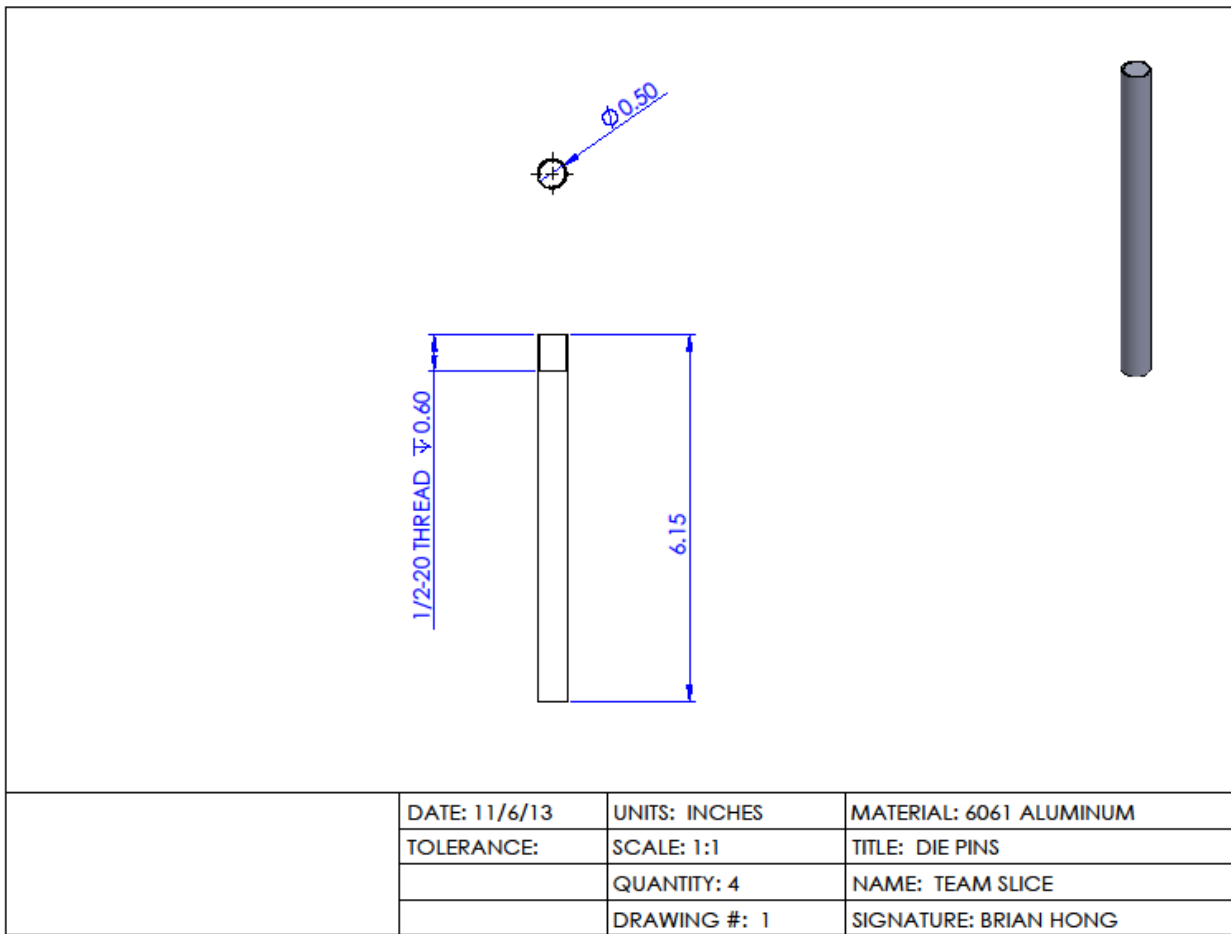 Ø0.50
1/2-20 THREAD ↧ 0.60
6.15
DATE: 11/6/13
UNITS: INCHES
MATERIAL: 6061 ALUMINUM
TOLERANCE:
SCALE: 1:1
TITLE: DIE PINS
QUANTITY: 4
NAME: TEAM SLICE
DRAWING #: 1
SIGNATURE: BRIAN HONG